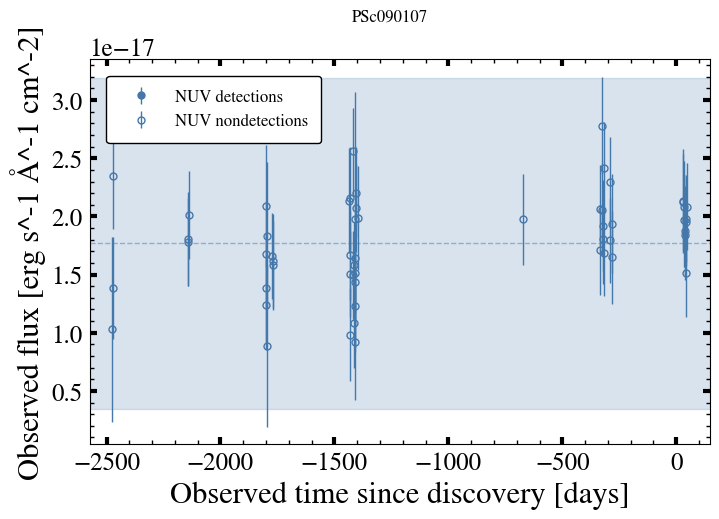 PSc090107
1e−17
NUV detections
NUV nondetections
3.0
2.5
2.0
1.5
1.0
0.5
Observed flux [erg s^-1 Å^-1 cm^-2]
−2500 −2000 −1500 −1000 −500 0
Observed time since discovery [days]